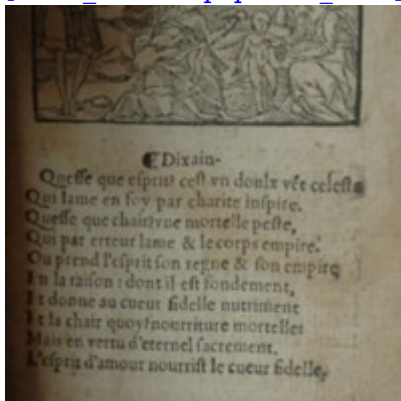 ¶Dixain.
Quesse que esprit? cest vn doulx vēt celeste
Qui lame en foy par charite inspire.
Quesse que chair? vne mortelle peste,
Qui par erreur lame & le corps empire.
Ou prend l'esprit son regne & son empire
En la raison: dont il est fondement,
Et donne au cueur fidelle nutriment
Et la chair quoy? nourriture mortelle:
Mais en vertu d'eternel sacrement,
L'esprit d'amour nourrist le cueur fidelle,